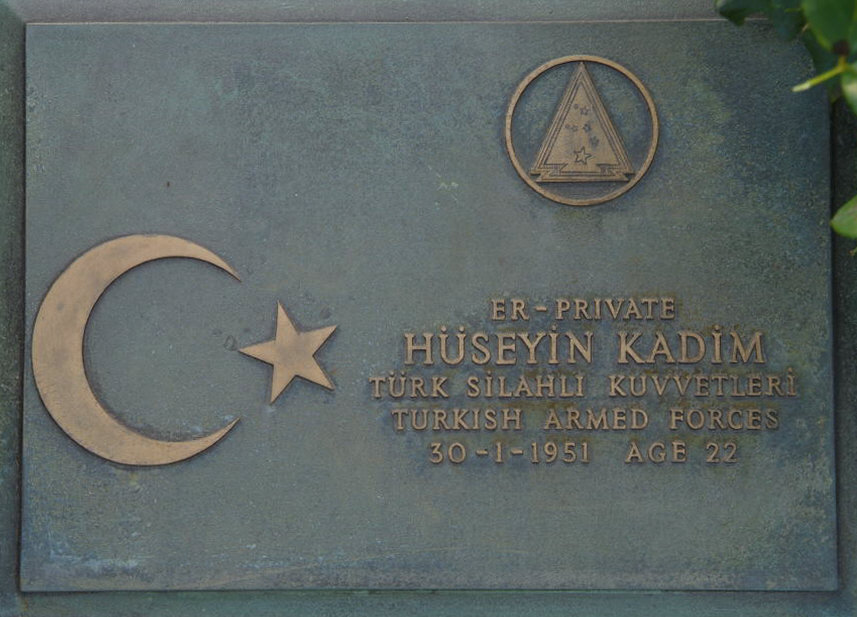 ER-PRIVATE
HÜSEYİN KADİM
TÜRK SİLAHLI KUVVETLERİ
TURKISH ARMED FORCES
30-1-1951 AGE 22